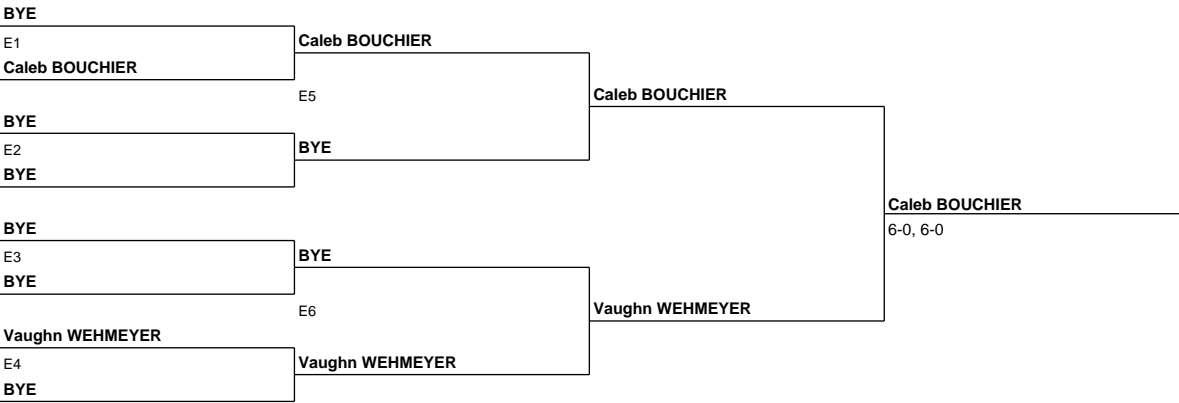 BYE
E1
Caleb BOUCHIER
Caleb BOUCHIER
E5
BYE
E2
BYE
BYE
Caleb BOUCHIER
BYE
E3
BYE
BYE
E6
Vaughn WEHMEYER
E4
BYE
Vaughn WEHMEYER
Vaughn WEHMEYER
Caleb BOUCHIER
6-0, 6-0